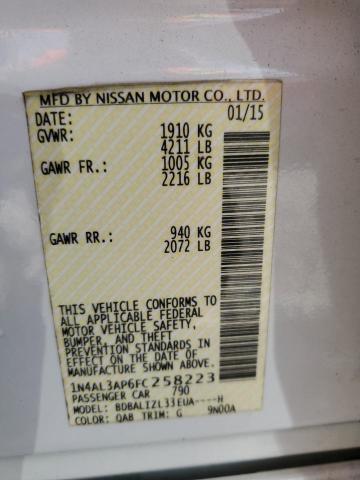 MFD BY NISSAN MOTOR CO., LTD.
DATE: 01/15
GVWR: 1910 KG
4211 LB
GAWR FR.: 1005 KG
2216 LB
GAWR RR.: 940 KG
2072 LB
THIS VEHICLE CONFORMS TO
ALL APPLICABLE FEDERAL
MOTOR VEHICLE SAFETY,
BUMPER, AND THEFT
PREVENTION STANDARDS IN
EFFECT ON THE DATE OF
MANUFACTURE SHOWN ABOVE.
1N4AL3AP6FC258223
PASSENGER CAR 790
MODEL: BDBALIZL33EUA----H
COLOR: QAB TRIM: G 9N00A